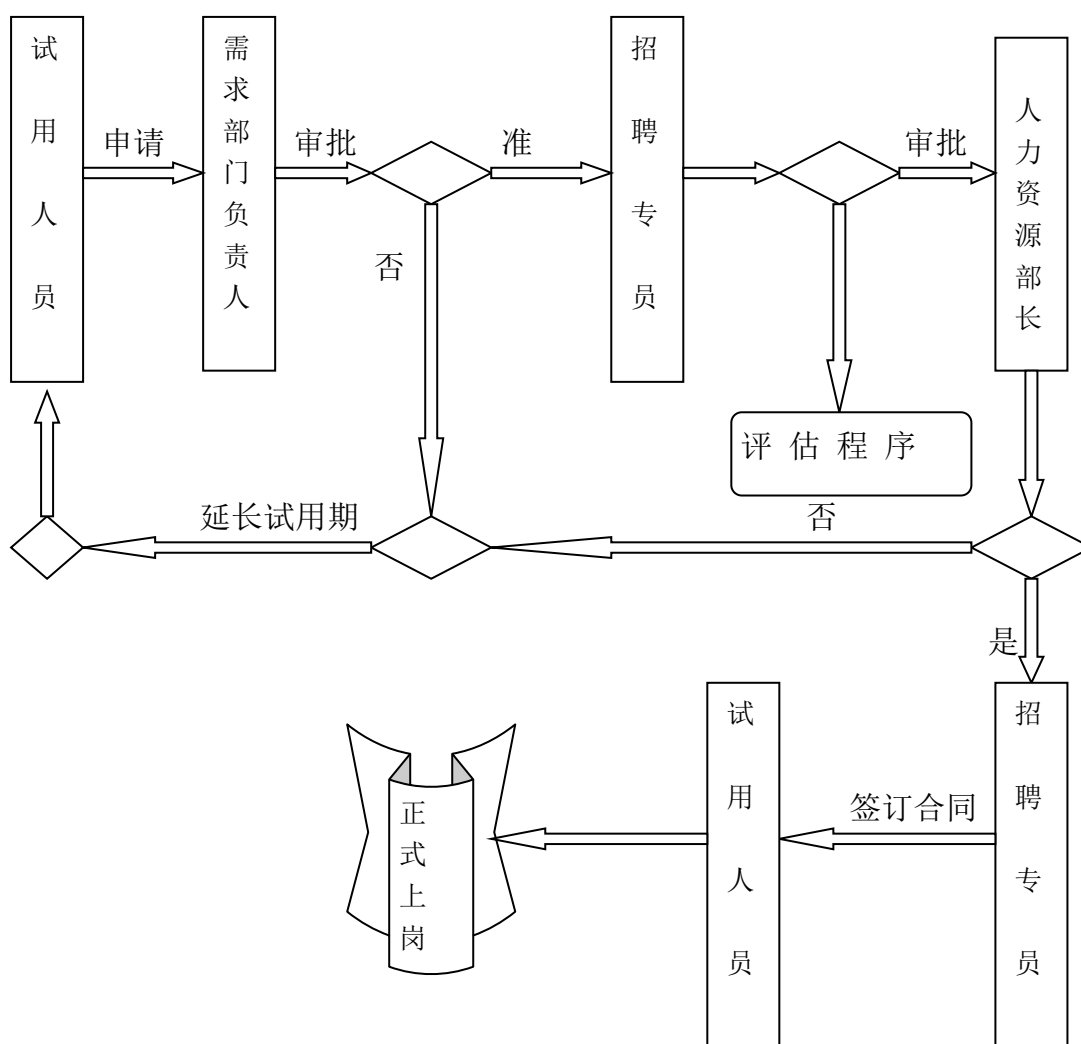 试用人员
申请
需求部门负责人
审批
准
招聘专员
审批
人力资源部长
否
评估程序
延长试用期
否
是
正式上岗
试用人员
签订合同
招聘专员